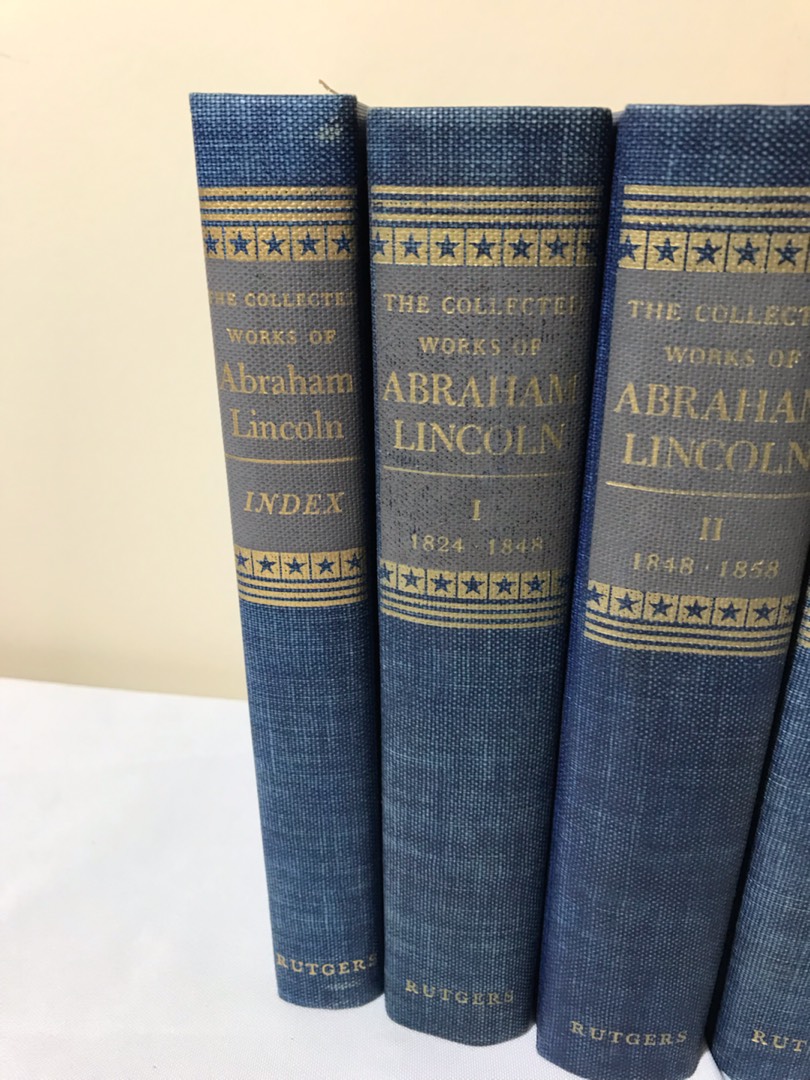 THE COLLECTED
WORKS OF
Abraham
Lincoln
INDEX
RUTGERS
THE COLLECTED
WORKS OF
ABRAHAM
LINCOLN
I
1824 · 1848
RUTGERS
THE COLLECT
WORKS OF
ABRAHAM
LINCOLN
II
1848 · 1858
RUTGERS
RUT